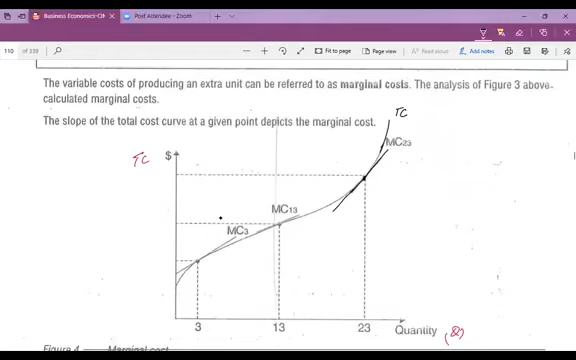 Business Economics-ON
Post Attendee - Zoom
110
of 339
Fit to page
Page view
Read aloud
Add notes
The variable costs of producing an extra unit can be referred to as marginal costs. The analysis of Figure 3 above-
calculated marginal costs.
The slope of the total cost curve at a given point depicts the marginal cost.
TC
TC
$
MC23
MC13
MC3
3
13
23
Quantity
(Q)
Figure 4
Marginal cost